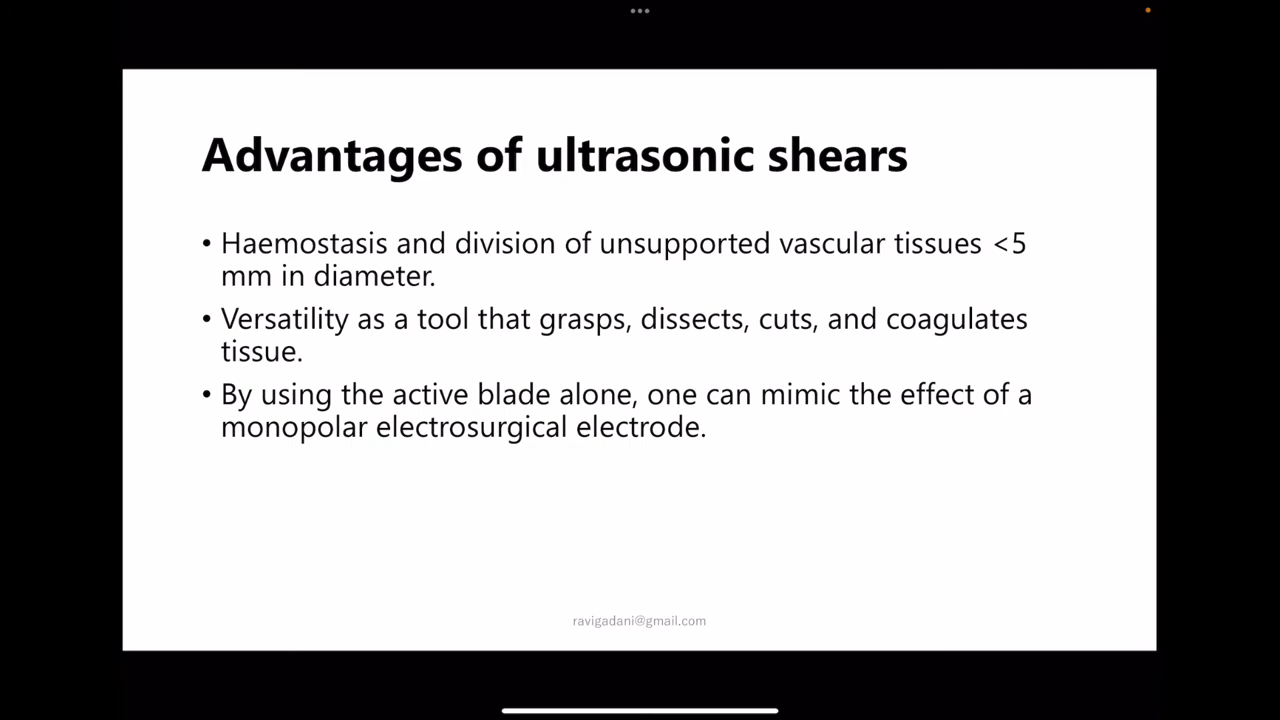 Advantages of ultrasonic shears
• Haemostasis and division of unsupported vascular tissues <5
mm in diameter.
• Versatility as a tool that grasps, dissects, cuts, and coagulates
tissue.
• By using the active blade alone, one can mimic the effect of a
monopolar electrosurgical electrode.
ravigadani@gmail.com